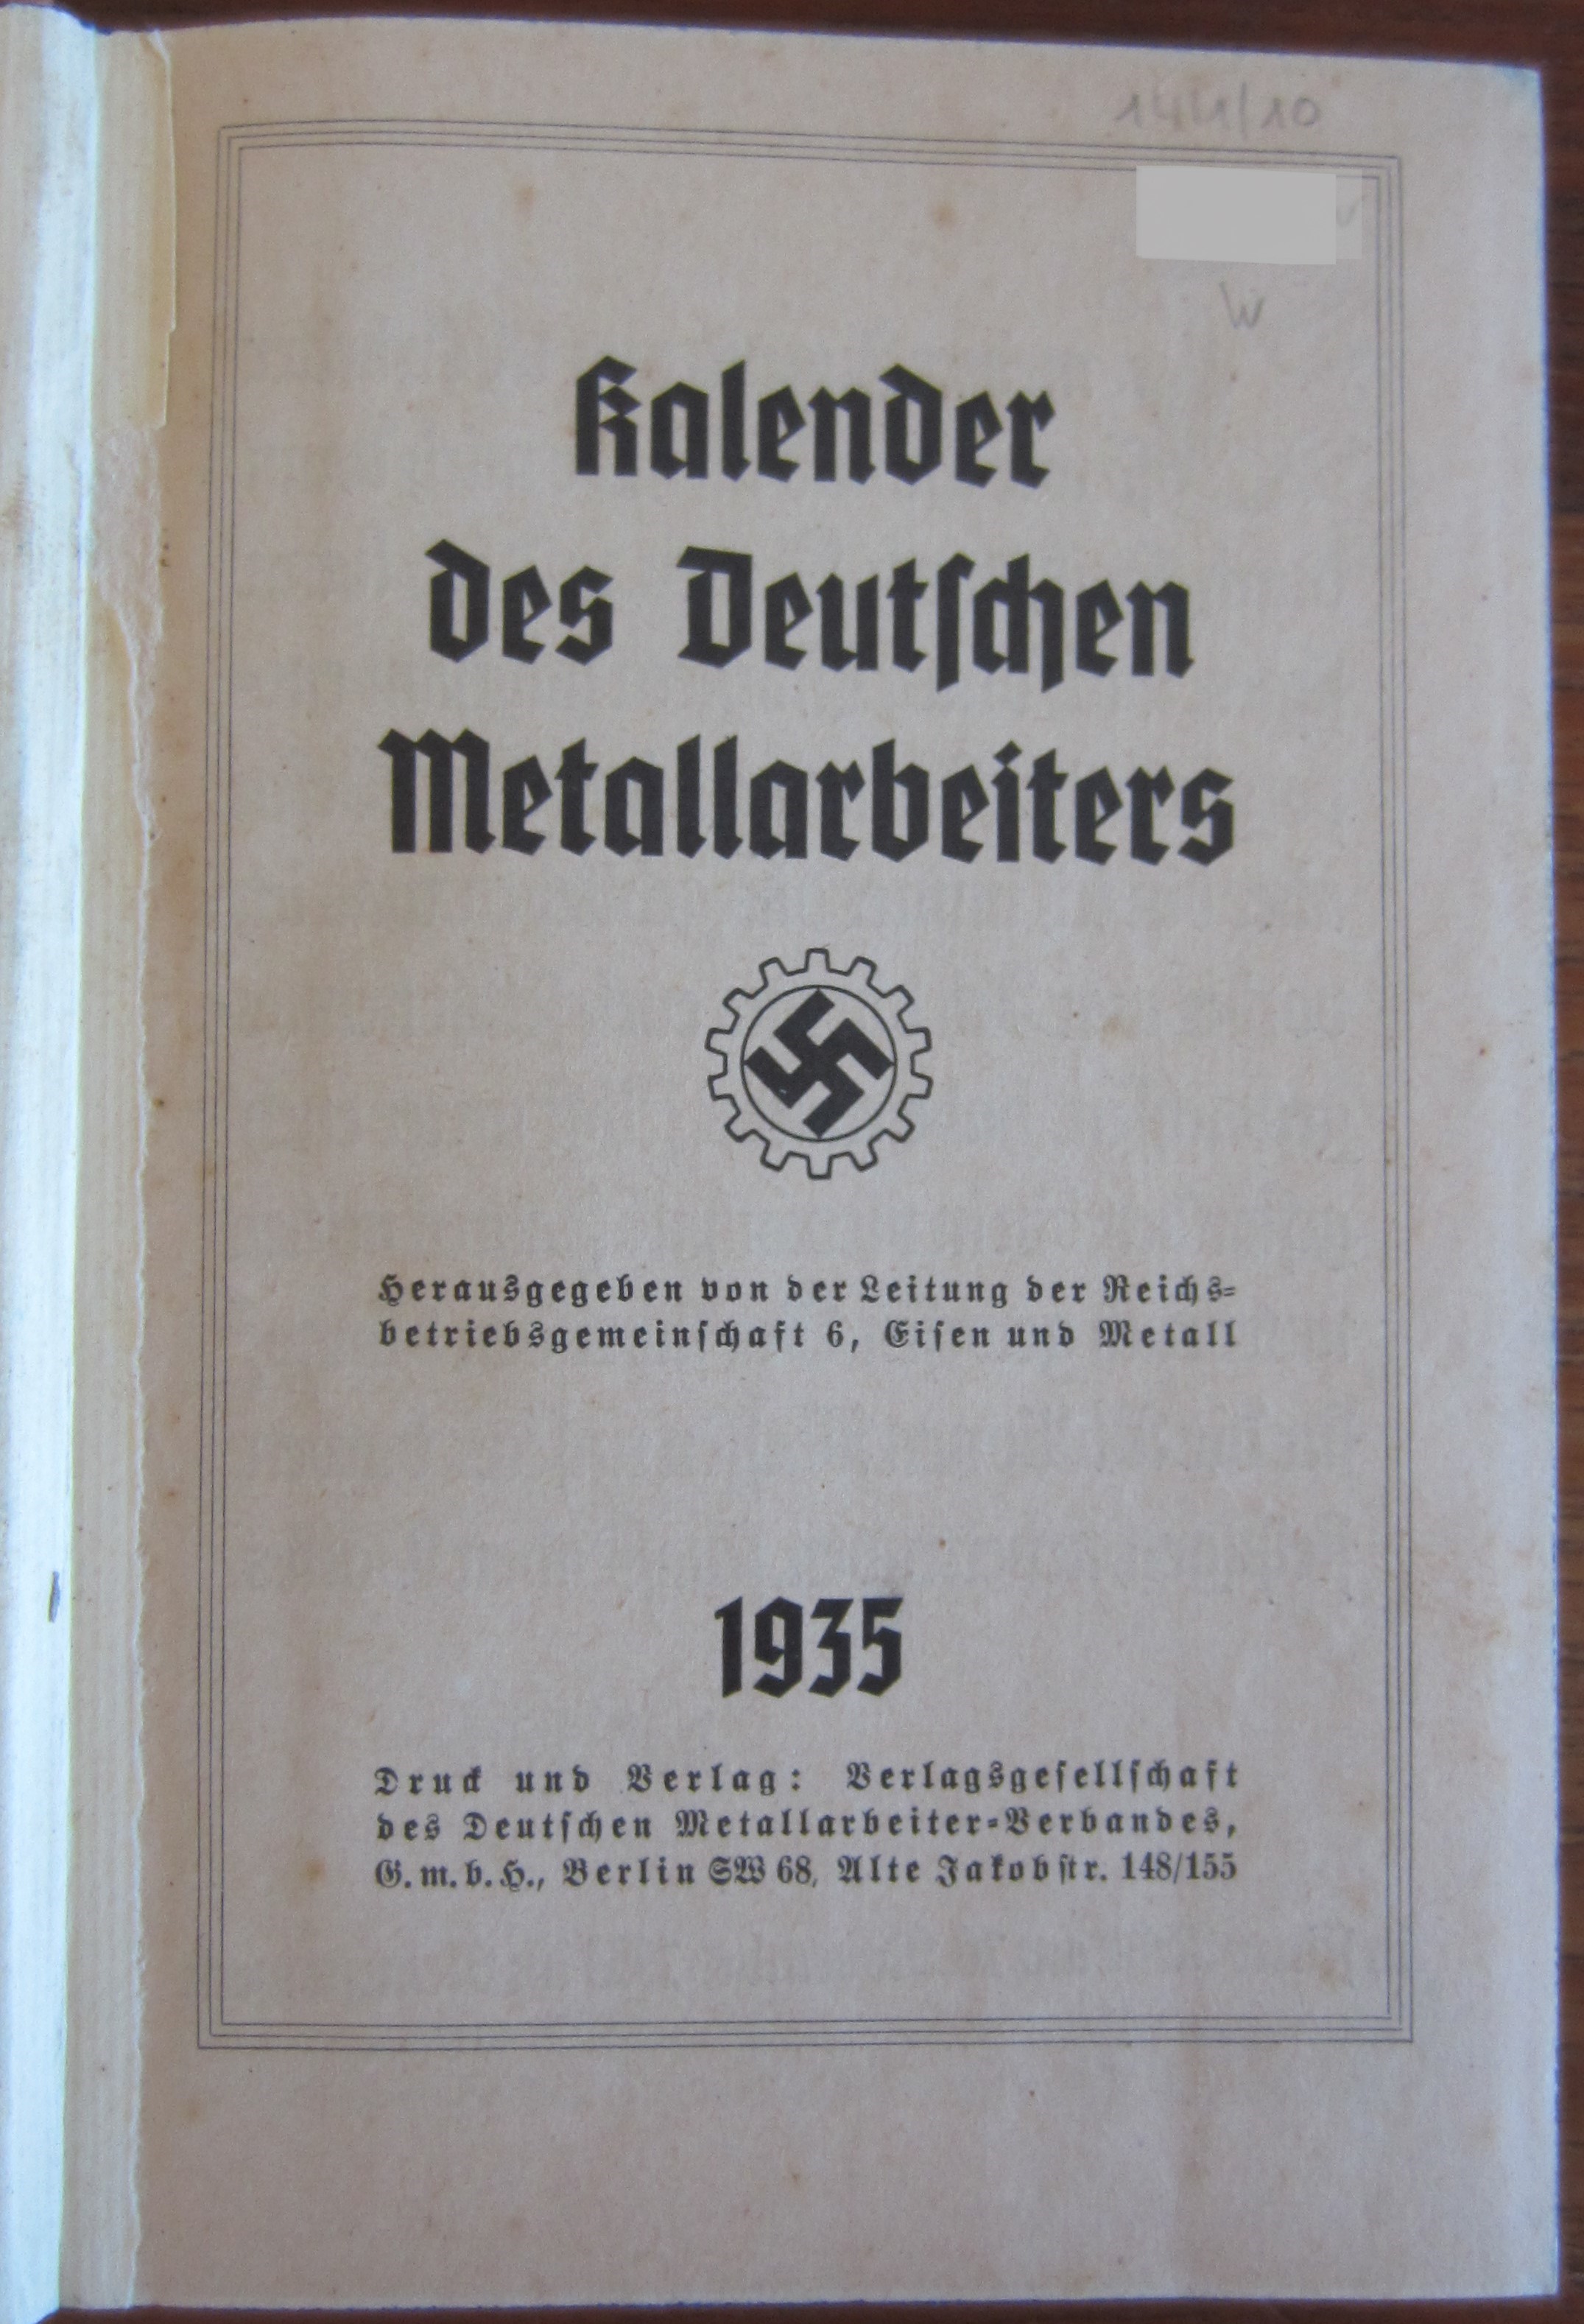 144/10
W
Kalender
des Deutſchen
Metallarbeiters
Herausgegeben von der Leitung der Reichs-
betriebsgemeinſchaft 6, Eiſen und Metall
1935
Druck und Verlag: Verlagsgeſellſchaft
des Deutſchen Metallarbeiter-Verbandes,
G. m. b. H., Berlin SW 68, Alte Jakobſtr. 148/155